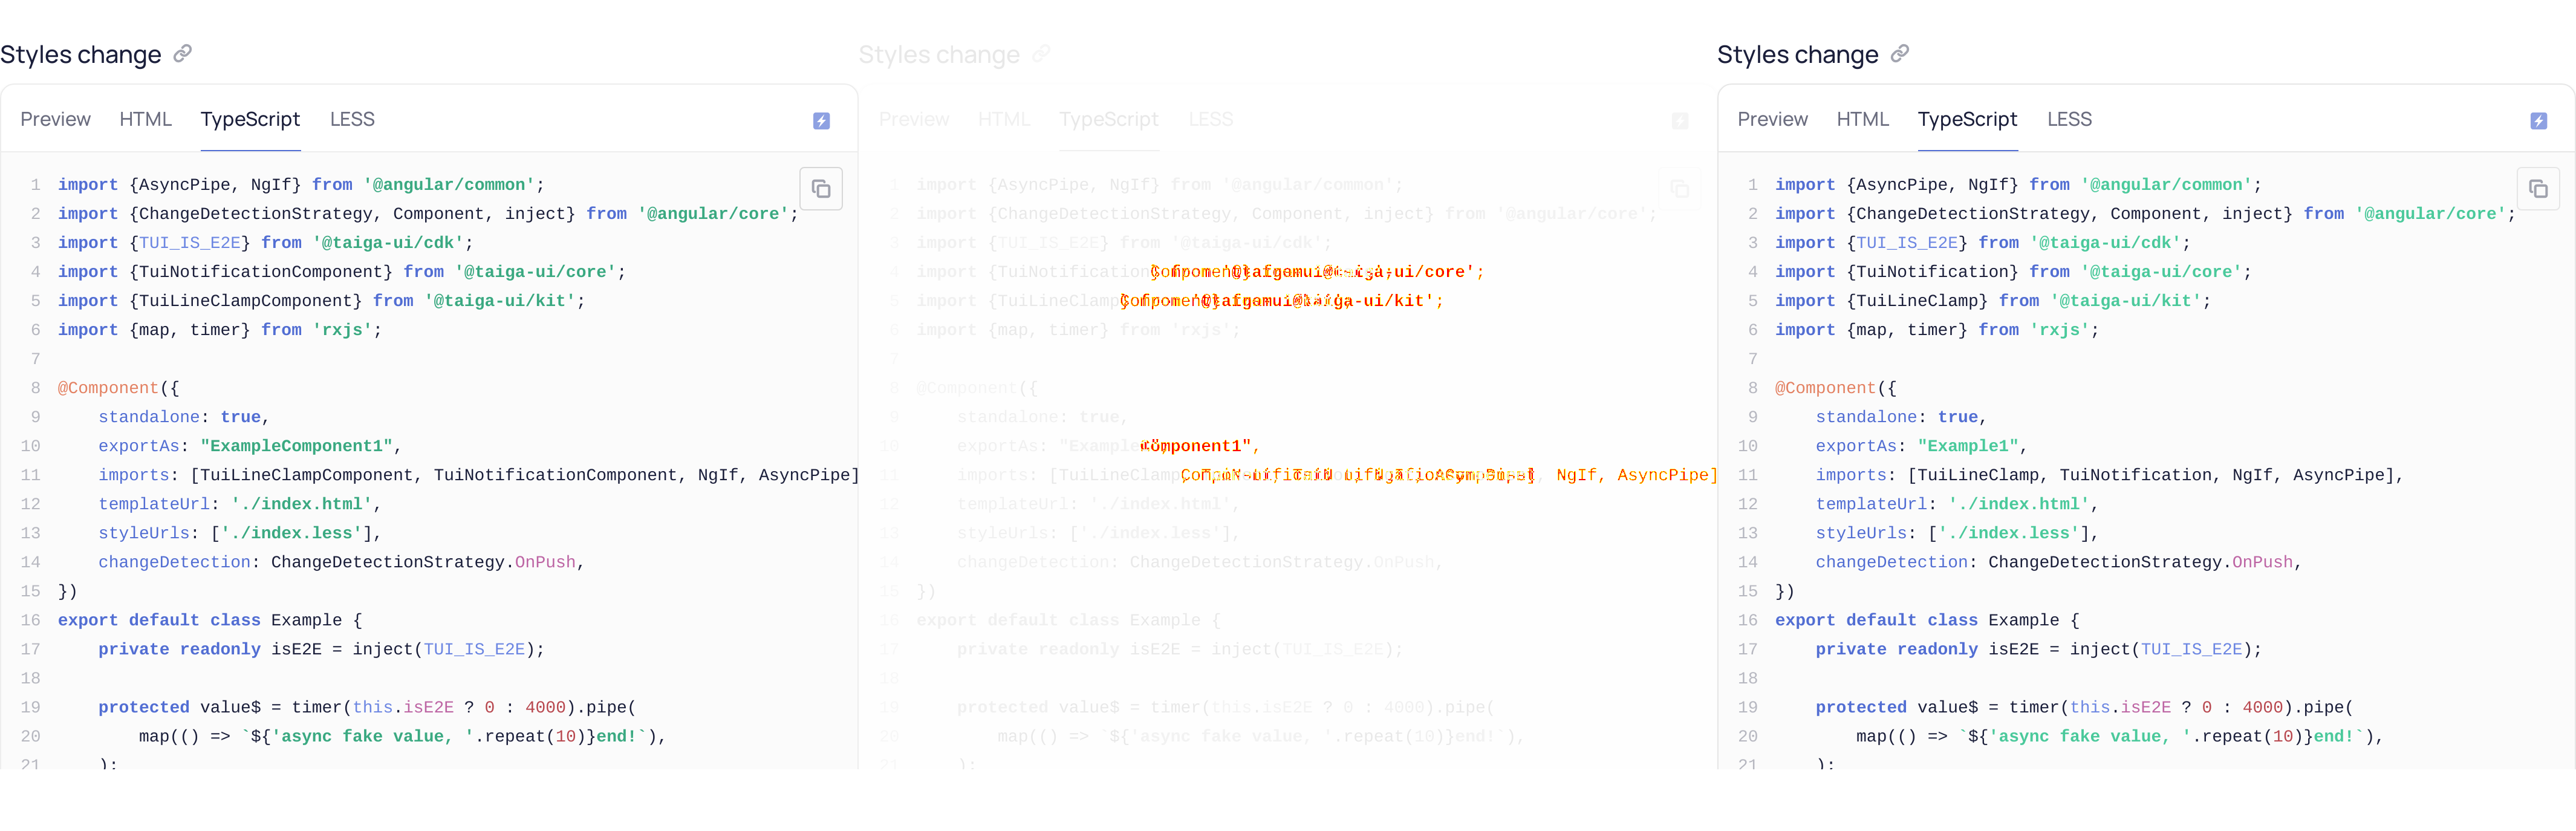 Styles change
Preview HTML TypeScript LESS
1 import {AsyncPipe, NgIf} from '@angular/common';
2 import {ChangeDetectionStrategy, Component, inject} from '@angular/core';
3 import {TUI_IS_E2E} from '@taiga-ui/cdk';
4 import {TuiNotificationComponent} from '@taiga-ui/core';
5 import {TuiLineClampComponent} from '@taiga-ui/kit';
6 import {map, timer} from 'rxjs';
7
8 @Component({
9 standalone: true,
10 exportAs: "ExampleComponent1",
11 imports: [TuiLineClampComponent, TuiNotificationComponent, NgIf, AsyncPipe]
12 templateUrl: './index.html',
13 styleUrls: ['./index.less'],
14 changeDetection: ChangeDetectionStrategy.OnPush,
15 })
16 export default class Example {
17 private readonly isE2E = inject(TUI_IS_E2E);
18
19 protected value$ = timer(this.isE2E ? 0 : 4000).pipe(
20 map(() => `${'async fake value, '.repeat(10)}end!`),
21 );
Styles change
Preview HTML TypeScript LESS
1 import {AsyncPipe, NgIf} from '@angular/common';
2 import {ChangeDetectionStrategy, Component, inject} from '@angular/core';
3 import {TUI_IS_E2E} from '@taiga-ui/cdk';
4 import {TuiNotification
5 import {TuiLineClamp
6 import {map, timer} from 'rxjs';
7
8 @Component({
9 standalone: true,
10 exportAs: "Example
11 imports: [TuiLineClamp NgIf, AsyncPipe]
12 templateUrl: './index.html',
13 styleUrls: ['./index.less'],
14 changeDetection: ChangeDetectionStrategy.OnPush,
15 })
16 export default class Example {
17 private readonly isE2E = inject(TUI_IS_E2E);
18
19 protected value$ = timer(this.isE2E ? 0 : 4000).pipe(
20 map(() => `${'async fake value, '.repeat(10)}end!`),
21 );
Styles change
Preview HTML TypeScript LESS
1 import {AsyncPipe, NgIf} from '@angular/common';
2 import {ChangeDetectionStrategy, Component, inject} from '@angular/core';
3 import {TUI_IS_E2E} from '@taiga-ui/cdk';
4 import {TuiNotification} from '@taiga-ui/core';
5 import {TuiLineClamp} from '@taiga-ui/kit';
6 import {map, timer} from 'rxjs';
7
8 @Component({
9 standalone: true,
10 exportAs: "Example1",
11 imports: [TuiLineClamp, TuiNotification, NgIf, AsyncPipe],
12 templateUrl: './index.html',
13 styleUrls: ['./index.less'],
14 changeDetection: ChangeDetectionStrategy.OnPush,
15 })
16 export default class Example {
17 private readonly isE2E = inject(TUI_IS_E2E);
18
19 protected value$ = timer(this.isE2E ? 0 : 4000).pipe(
20 map(() => `${'async fake value, '.repeat(10)}end!`),
21 );